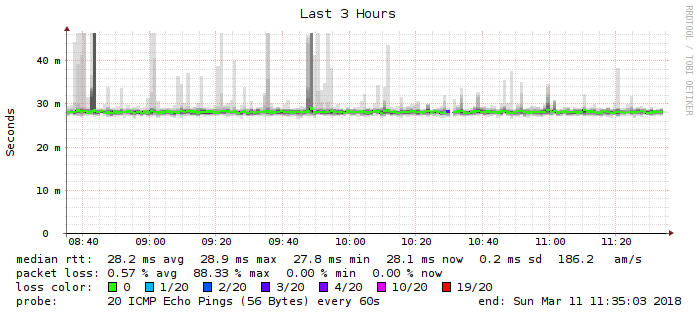 Last 3 Hours
RRDTOOL / TOBI OETIKER
Seconds
40 m
30 m
20 m
10 m
0
08:40 09:00 09:20 09:40 10:00 10:20 10:40 11:00 11:20
median rtt: 28.2 ms avg 28.9 ms max 27.8 ms min 28.1 ms now 0.2 ms sd 186.2 am/s
packet loss: 0.57 % avg 88.33 % max 0.00 % min 0.00 % now
loss color: 0 1/20 2/20 3/20 4/20 10/20 19/20
probe: 20 ICMP Echo Pings (56 Bytes) every 60s end: Sun Mar 11 11:35:03 2018